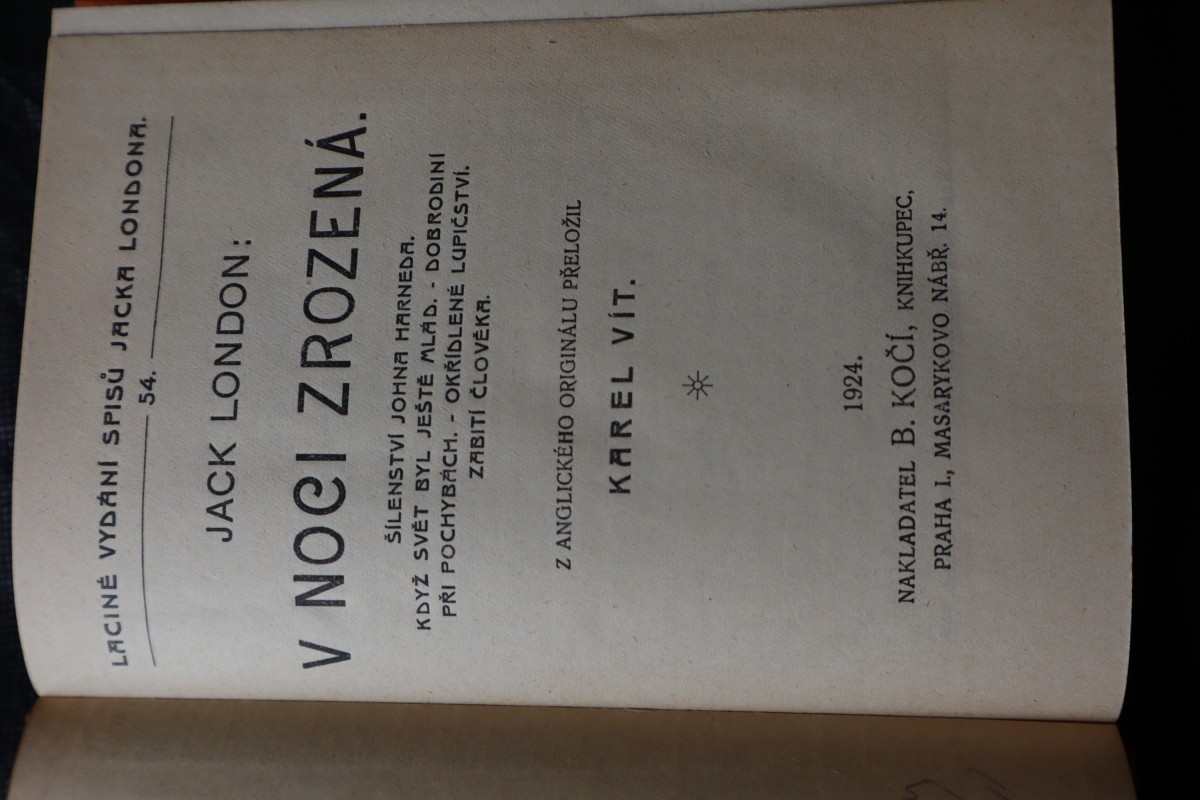 LACINÉ VYDÁNÍ SPISŮ JACKA LONDONA.
54.
JACK LONDON:
V NOCI ZROZENÁ.
ŠÍLENSTVÍ JOHNA HARNEDA.
KDYŽ SVĚT BYL JEŠTĚ MLÁD. - DOBRODINÍ
PŘI POCHYBÁCH. - OKŘÍDLENÉ LUPIČSTVÍ.
ZABITÍ ČLOVĚKA.
Z ANGLICKÉHO ORIGINÁLU PŘELOŽIL
KAREL VÍT.
1924.
NAKLADATEL B. KOČÍ, KNIHKUPEC,
PRAHA I., MASARYKOVO NÁBŘ. 14.